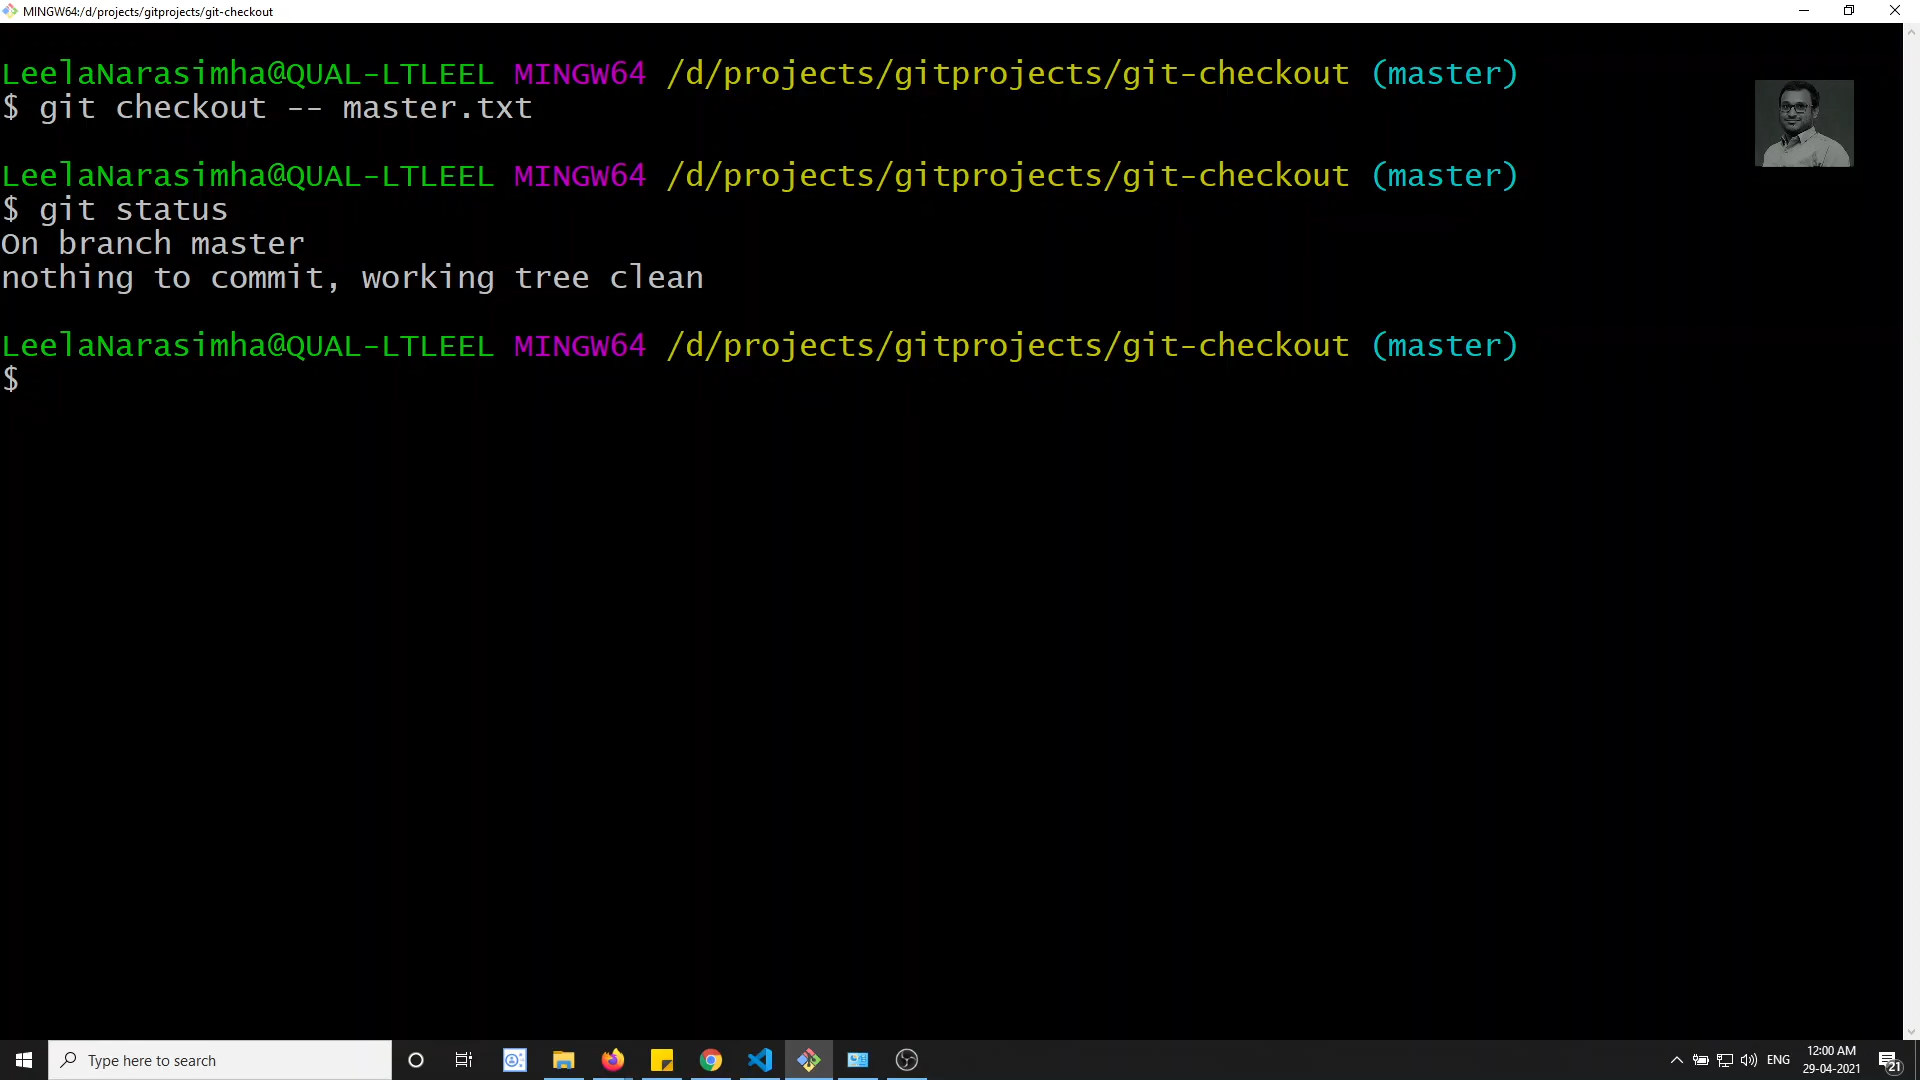 MINGW64:/d/projects/gitprojects/git-checkout
LeelaNarasimha@QUAL-LTLEEL MINGW64 /d/projects/gitprojects/git-checkout (master)
$ git checkout -- master.txt
LeelaNarasimha@QUAL-LTLEEL MINGW64 /d/projects/gitprojects/git-checkout (master)
$ git status
On branch master
nothing to commit, working tree clean
LeelaNarasimha@QUAL-LTLEEL MINGW64 /d/projects/gitprojects/git-checkout (master)
$
Type here to search
ENG
12:00 AM
29-04-2021
21